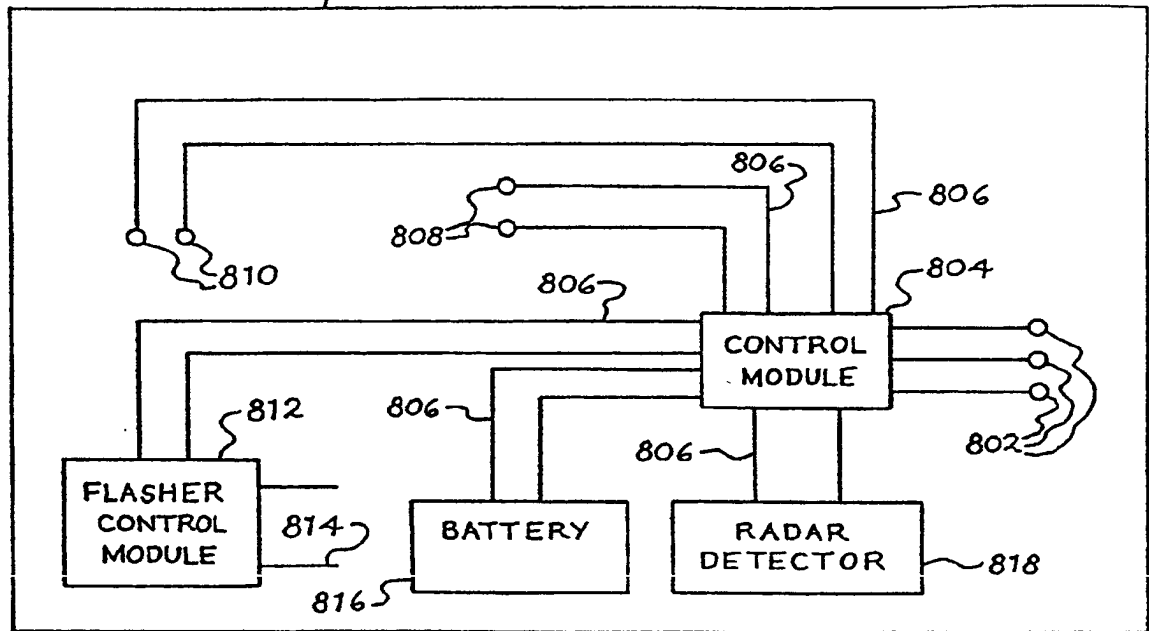 806
806
808
810
806
804
CONTROL
MODULE
812
806
806
802
FLASHER
CONTROL
MODULE
814
BATTERY
RADAR
DETECTOR
816
818